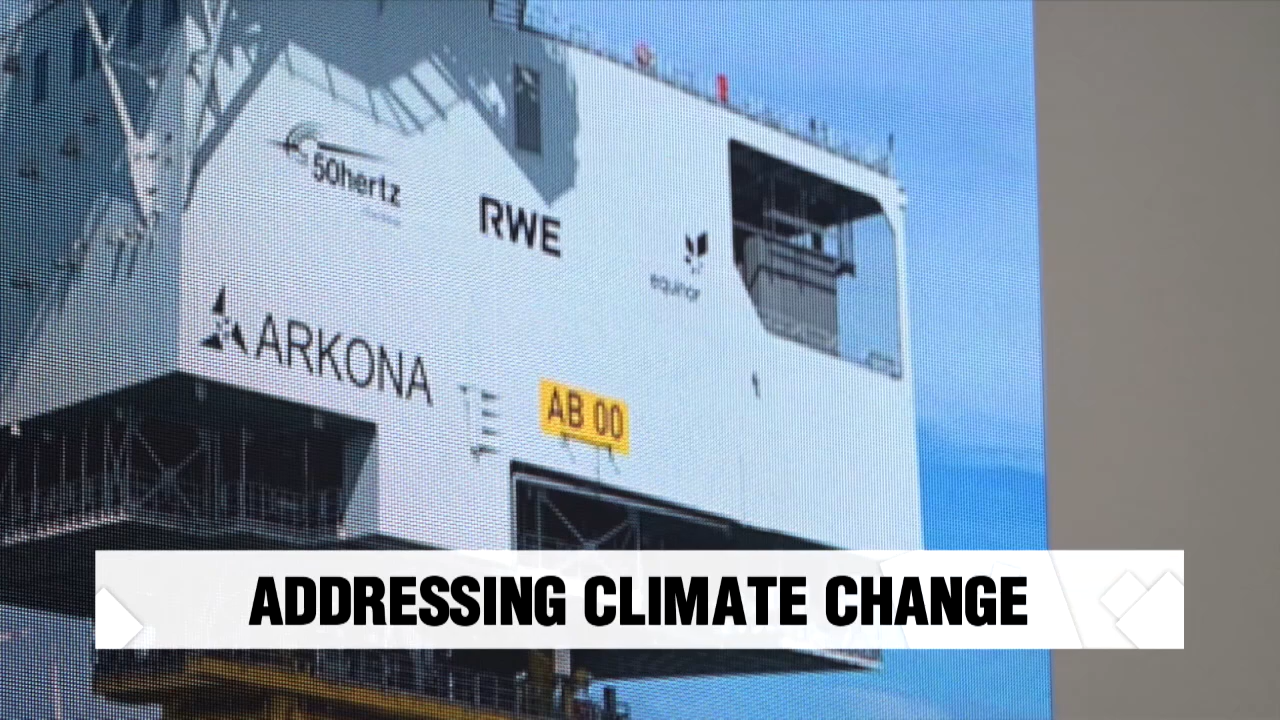 50hertz
RWE
equinor
ARKONA
AB 00
ADDRESSING CLIMATE CHANGE